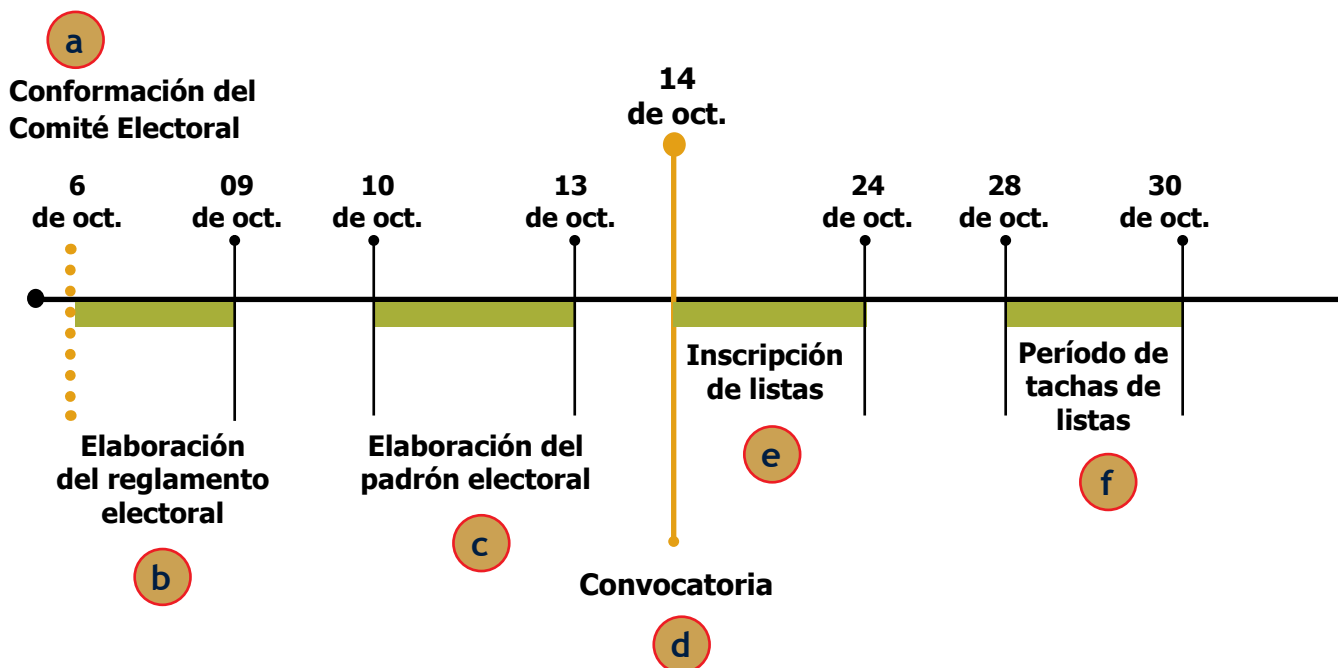 a
Conformación del
Comité Electoral
14
de oct.
6
de oct.
09
de oct.
10
de oct.
13
de oct.
24
de oct.
28
de oct.
30
de oct.
Elaboración
del reglamento
electoral
b
Elaboración del
padrón electoral
c
Convocatoria
d
Inscripción
de listas
e
Período de
tachas de
listas
f